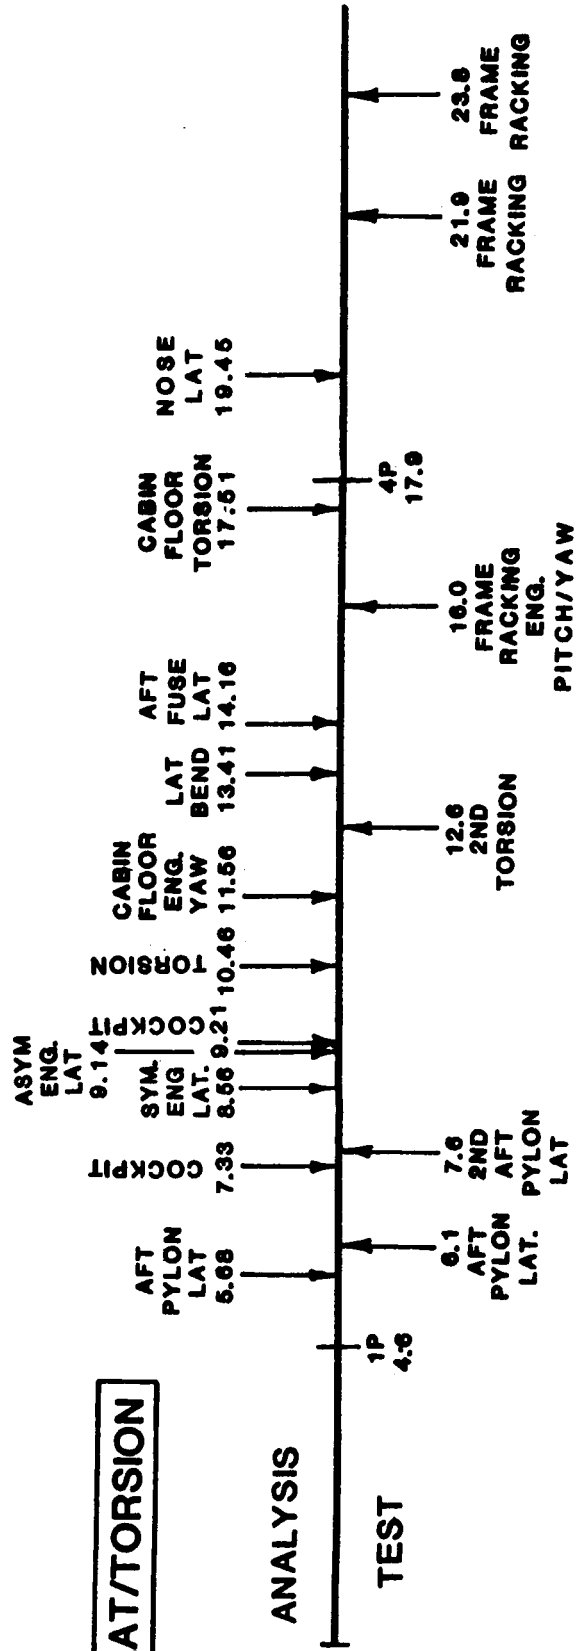 AT/TORSION
ANALYSIS
AFT
PYLON
LAT
5.68
COCKPIT
7.33
SYM.
ENG
LAT.
8.56
ASYM
ENG.
LAT
9.14
COCKPIT
9.21
TORSION
10.46
CABIN
FLOOR
ENG.
YAW
11.56
LAT
BEND
13.41
AFT
FUSE
LAT
14.16
CABIN
FLOOR
TORSION
17.51
NOSE
LAT
19.45
TEST
1P
4.6
6.1
AFT
PYLON
LAT.
7.6
2ND
AFT
PYLON
LAT
12.6
2ND
TORSION
16.0
FRAME
RACKING
ENG.
PITCH/YAW
4P
17.9
21.9
FRAME
RACKING
23.8
FRAME
RACKING